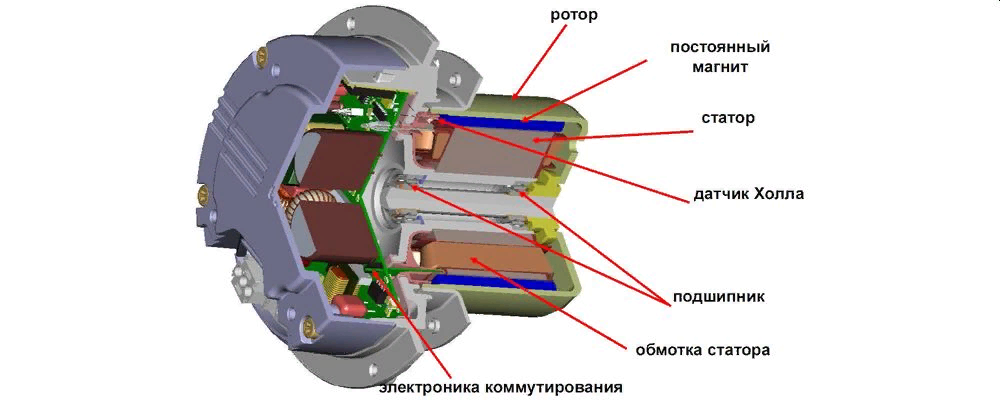 ротор
постоянный
магнит
статор
датчик Холла
подшипник
обмотка статора
электроника коммутирования